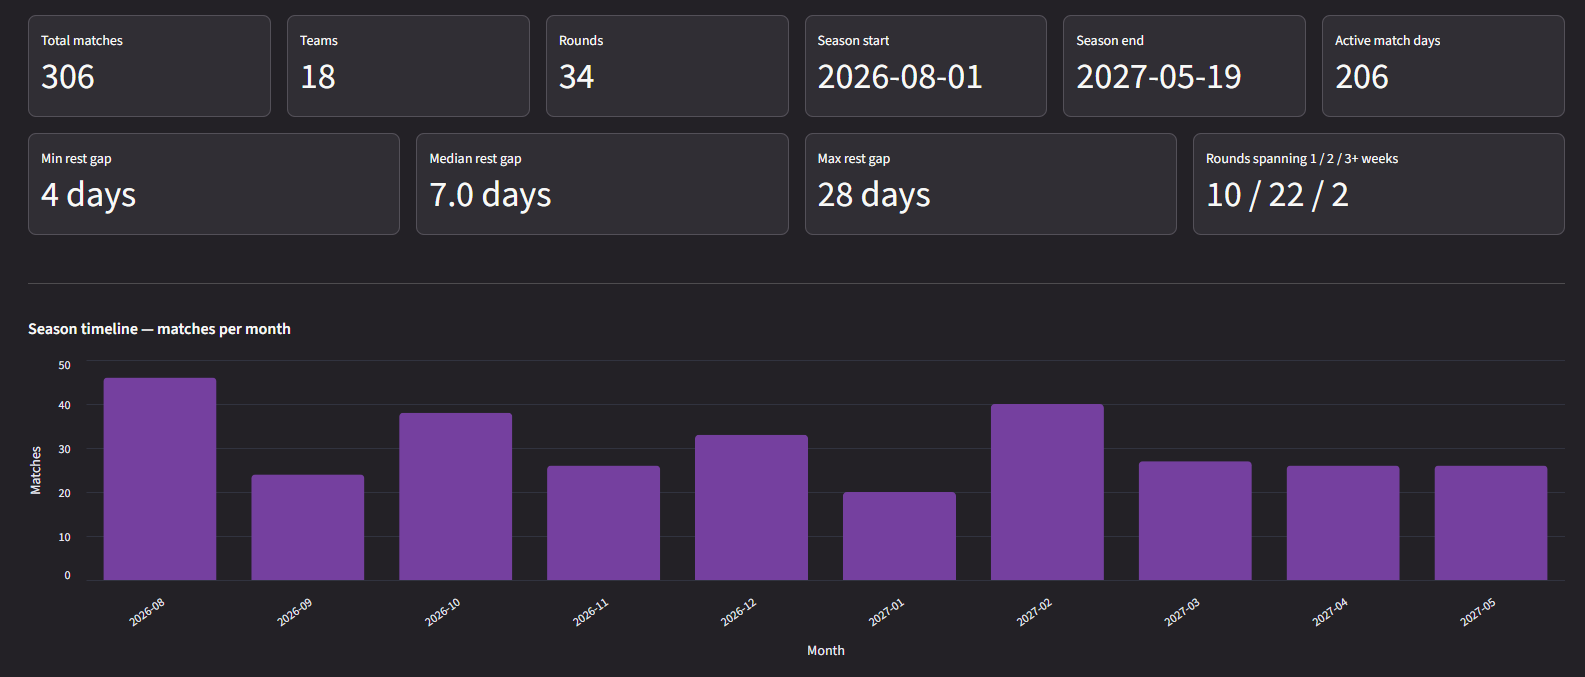 Total matches
306
Teams
18
Rounds
34
Season start
2026-08-01
Season end
2027-05-19
Active match days
206
Min rest gap
4 days
Median rest gap
7.0 days
Max rest gap
28 days
Rounds spanning 1 / 2 / 3+ weeks
10 / 22 / 2
Season timeline — matches per month
Matches
50
40
30
20
10
0
2026-08
2026-09
2026-10
2026-11
2026-12
2027-01
2027-02
2027-03
2027-04
2027-05
Month